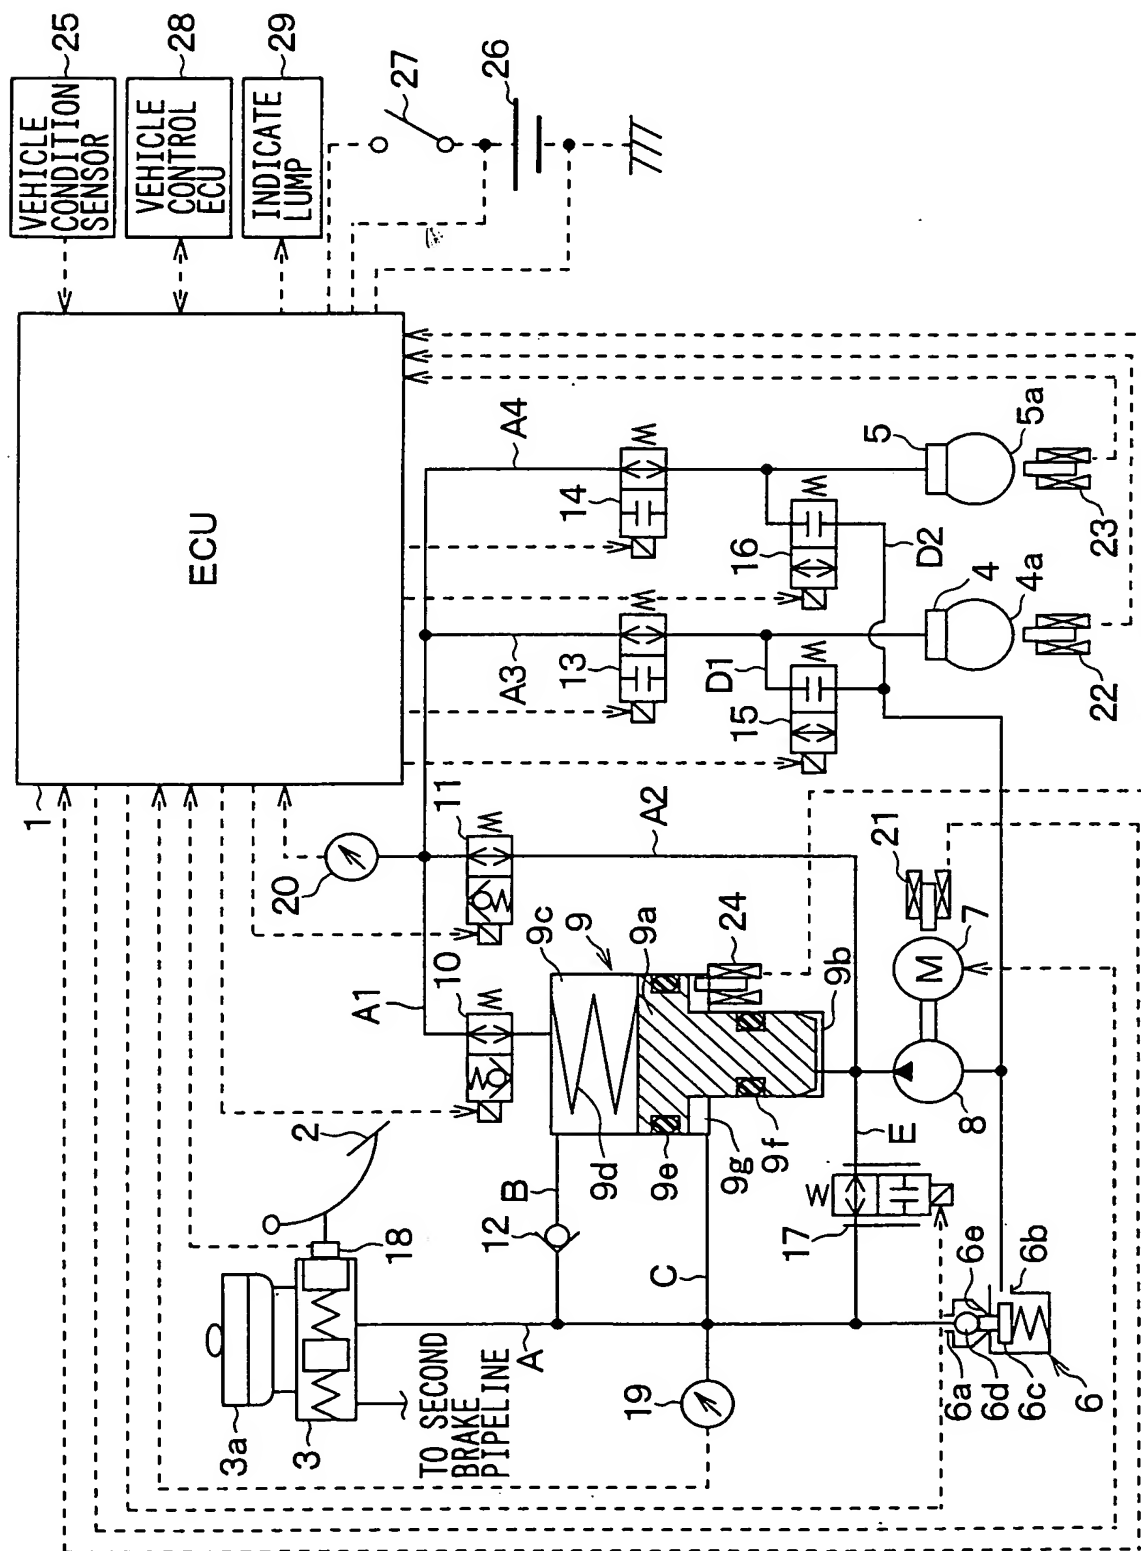 VEHICLE
CONDITION
SENSOR
25
VEHICLE
CONTROL
ECU
28
INDICATE
LUMP
29
27
26
1
ECU
20
A1
10
11
A2
A3
A4
13
14
15
16
D1
D2
5
5a
4
4a
23
22
21
7
M
8
24
9
9a
9b
9c
9d
9e
9f
9g
B
12
C
E
17
A
2
18
3a
3
TO SECOND
BRAKE
PIPELINE
19
6a
6d
6c
6
6e
6b